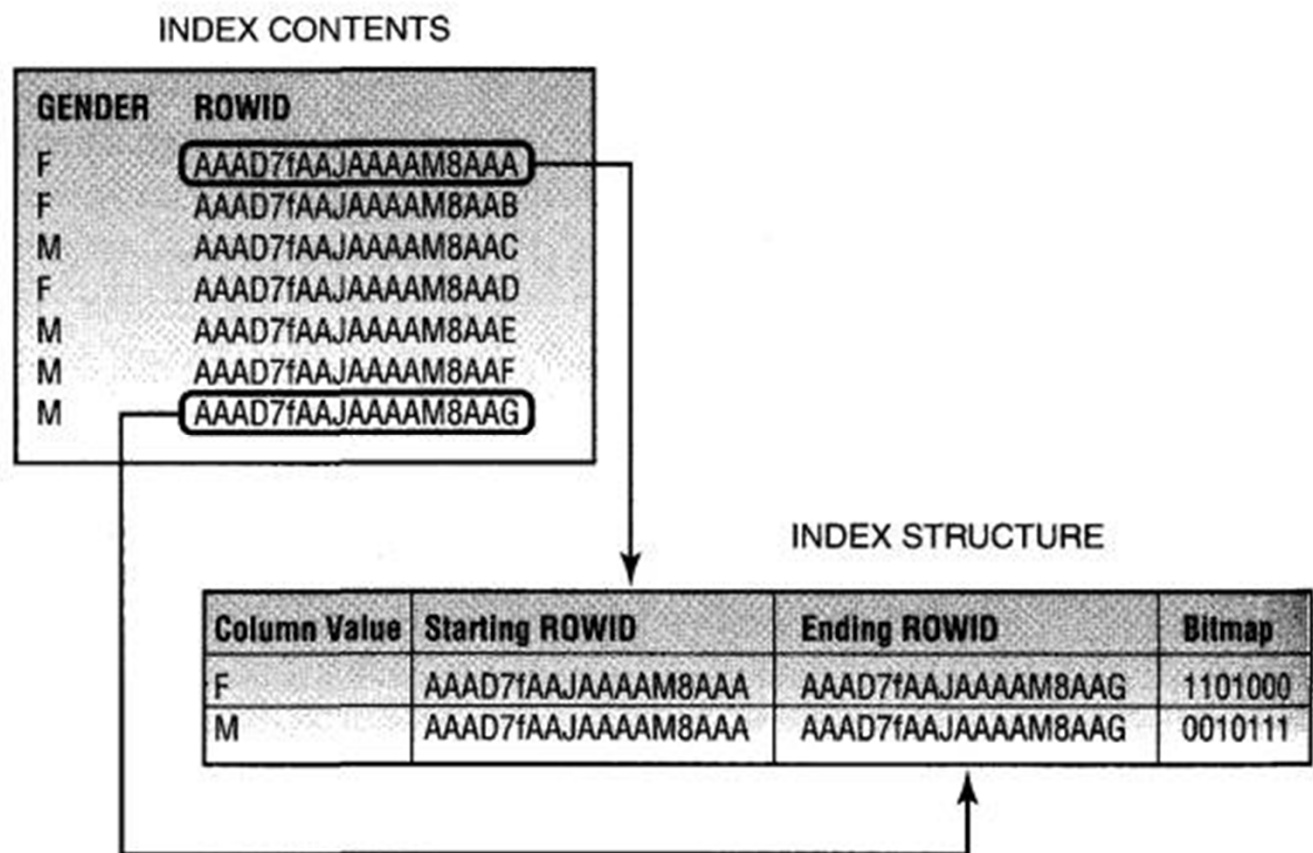 INDEX CONTENTS
GENDER ROWID
F AAAD7fAAJAAAAM8AAA
F AAAD7fAAJAAAAM8AAB
M AAAD7fAAJAAAAM8AAC
F AAAD7fAAJAAAAM8AAD
M AAAD7fAAJAAAAM8AAE
M AAAD7fAAJAAAAM8AAF
M AAAD7fAAJAAAAM8AAG
INDEX STRUCTURE
Column Value Starting ROWID Ending ROWID Bitmap
F AAAD7fAAJAAAAM8AAA AAAD7fAAJAAAAM8AAG 1101000
M AAAD7fAAJAAAAM8AAA AAAD7fAAJAAAAM8AAG 0010111